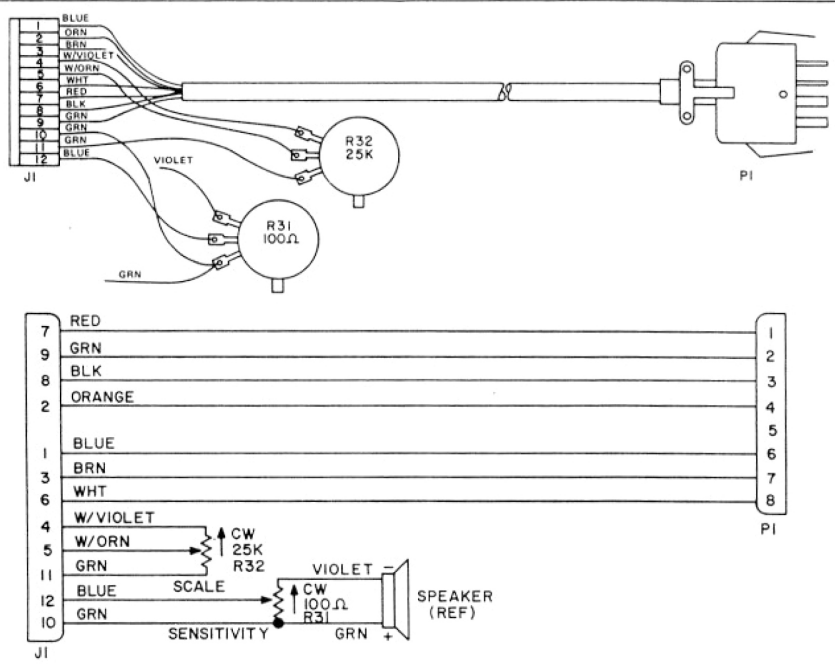 1 BLUE
2 ORN
3 BRN
4 W/VIOLET
5 W/ORN
6 WHT
7 RED
8 BLK
9 GRN
10 GRN
11 GRN
12 BLUE
J1
VIOLET
R32
25K
P1
R31
100Ω
GRN
7 RED 1
9 GRN 2
8 BLK 3
2 ORANGE 4
5
1 BLUE 6
3 BRN 7
6 WHT 8
P1
4 W/VIOLET
5 W/ORN
11 GRN
CW
25K
R32
SCALE
12 BLUE
10 GRN
CW
100Ω
R31
SENSITIVITY
VIOLET −
GRN +
SPEAKER
(REF)
J1